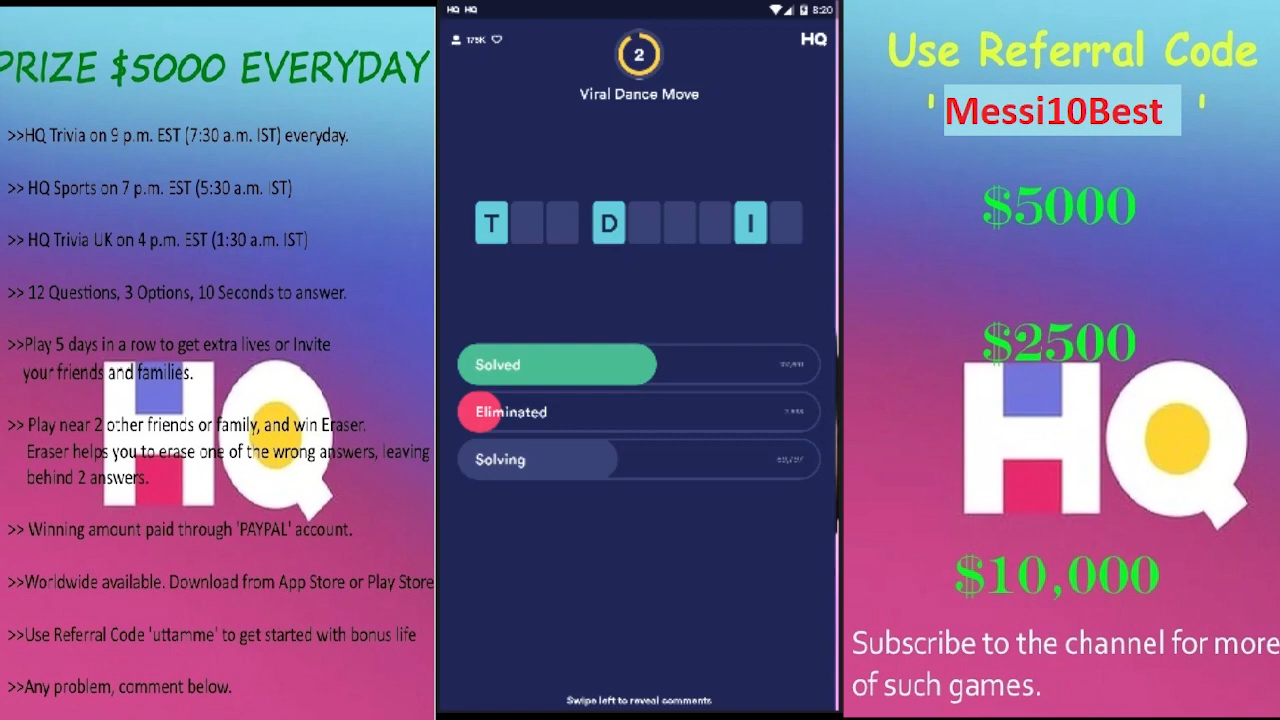 PRIZE $5000 EVERYDAY
>>HQ Trivia on 9 p.m. EST (7:30 a.m. IST) everyday.
>> HQ Sports on 7 p.m. EST (5:30 a.m. IST)
>> HQ Trivia UK on 4 p.m. EST (1:30 a.m. IST)
>> 12 Questions, 3 Options, 10 Seconds to answer.
>>Play 5 days in a row to get extra lives or Invite
your friends and families.
>> Play near 2 other friends or family, and win Eraser.
Eraser helps you to erase one of the wrong answers, leaving
behind 2 answers.
>> Winning amount paid through 'PAYPAL' account.
>>Worldwide available. Download from App Store or Play Store
>>Use Referral Code 'uttamme' to get started with bonus life
>>Any problem, comment below.
HQ
HQ HQ
8:20
175K
2
HQ
Viral Dance Move
T D I
Solved
Eliminated
Solving
Swipe left to reveal comments
Use Referral Code
' Messi10Best '
$5000
$2500
HQ
$10,000
Subscribe to the channel for more
of such games.